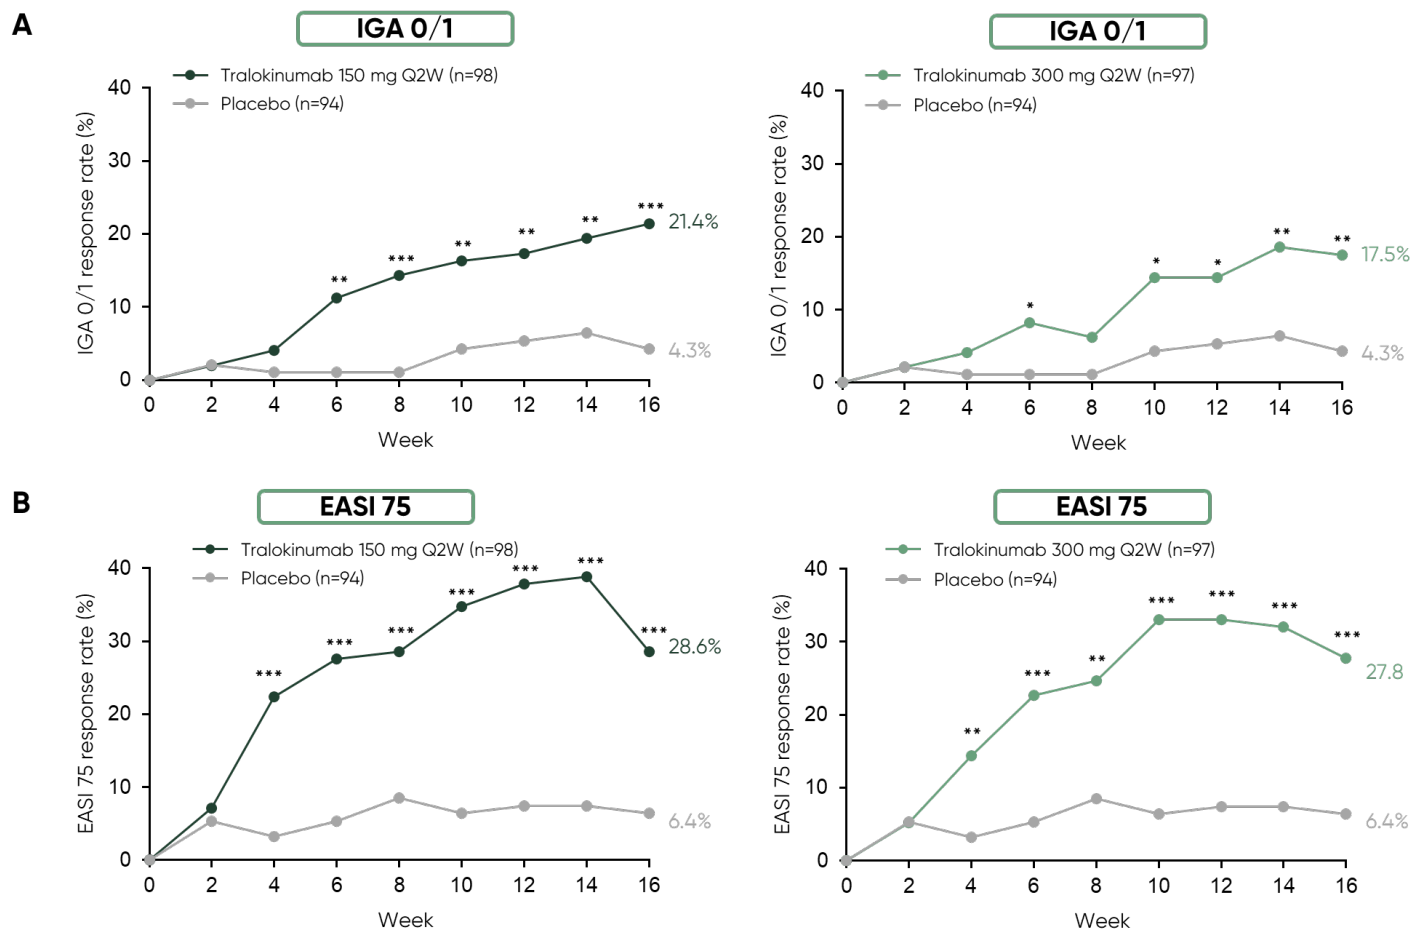 A
IGA 0/1
Tralokinumab 150 mg Q2W (n=98)
Placebo (n=94)
IGA 0/1 response rate (%)
40
30
20
10
0
**
***
**
**
**
***
21.4%
4.3%
0 2 4 6 8 10 12 14 16
Week
IGA 0/1
Tralokinumab 300 mg Q2W (n=97)
Placebo (n=94)
IGA 0/1 response rate (%)
40
30
20
10
0
*
*
*
**
**
17.5%
4.3%
0 2 4 6 8 10 12 14 16
Week
B
EASI 75
Tralokinumab 150 mg Q2W (n=98)
Placebo (n=94)
EASI 75 response rate (%)
40
30
20
10
0
***
***
***
***
***
***
***
28.6%
6.4%
0 2 4 6 8 10 12 14 16
Week
EASI 75
Tralokinumab 300 mg Q2W (n=97)
Placebo (n=94)
EASI 75 response rate (%)
40
30
20
10
0
**
***
**
***
***
***
***
27.8
6.4%
0 2 4 6 8 10 12 14 16
Week